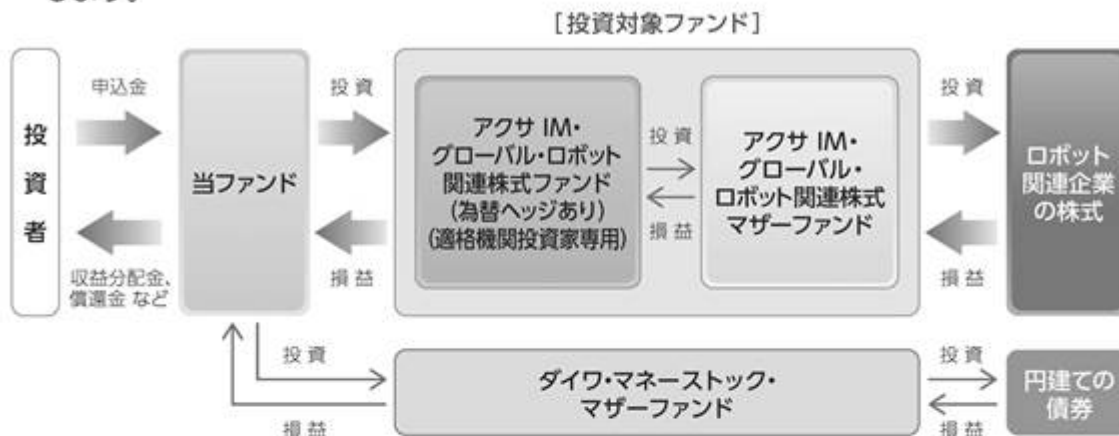 [投資対象ファンド]
投資者
申込金
収益分配金、
償還金 など
当ファンド
投資
損益
アクサ IM・
グローバル・ロボット
関連株式ファンド
(為替ヘッジあり)
(適格機関投資家専用)
投資
損益
アクサ IM・
グローバル・
ロボット関連株式
マザーファンド
投資
損益
ロボット
関連企業
の株式
投資
損益
ダイワ・マネーストック・
マザーファンド
投資
損益
円建ての
債券